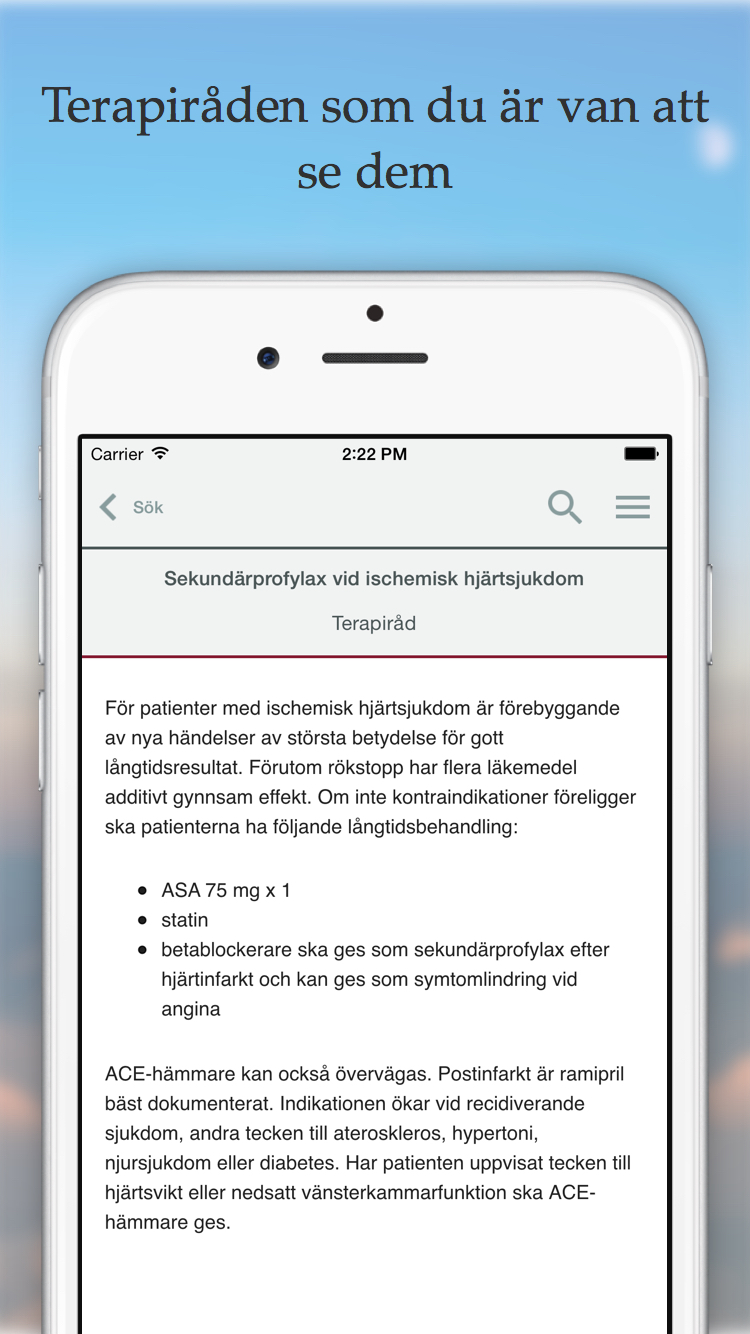 Terapiråden som du är van att
se dem
Carrier
2:22 PM
Sök
Sekundärprofylax vid ischemisk hjärtsjukdom
Terapiråd
För patienter med ischemisk hjärtsjukdom är förebyggande
av nya händelser av största betydelse för gott
långtidsresultat. Förutom rökstopp har flera läkemedel
additivt gynnsam effekt. Om inte kontraindikationer föreligger
ska patienterna ha följande långtidsbehandling:
• ASA 75 mg x 1
• statin
• betablockerare ska ges som sekundärprofylax efter
hjärtinfarkt och kan ges som symtomlindring vid
angina
ACE-hämmare kan också övervägas. Postinfarkt är ramipril
bäst dokumenterat. Indikationen ökar vid recidiverande
sjukdom, andra tecken till ateroskleros, hypertoni,
njursjukdom eller diabetes. Har patienten uppvisat tecken till
hjärtsvikt eller nedsatt vänsterkammarfunktion ska ACE-
hämmare ges.